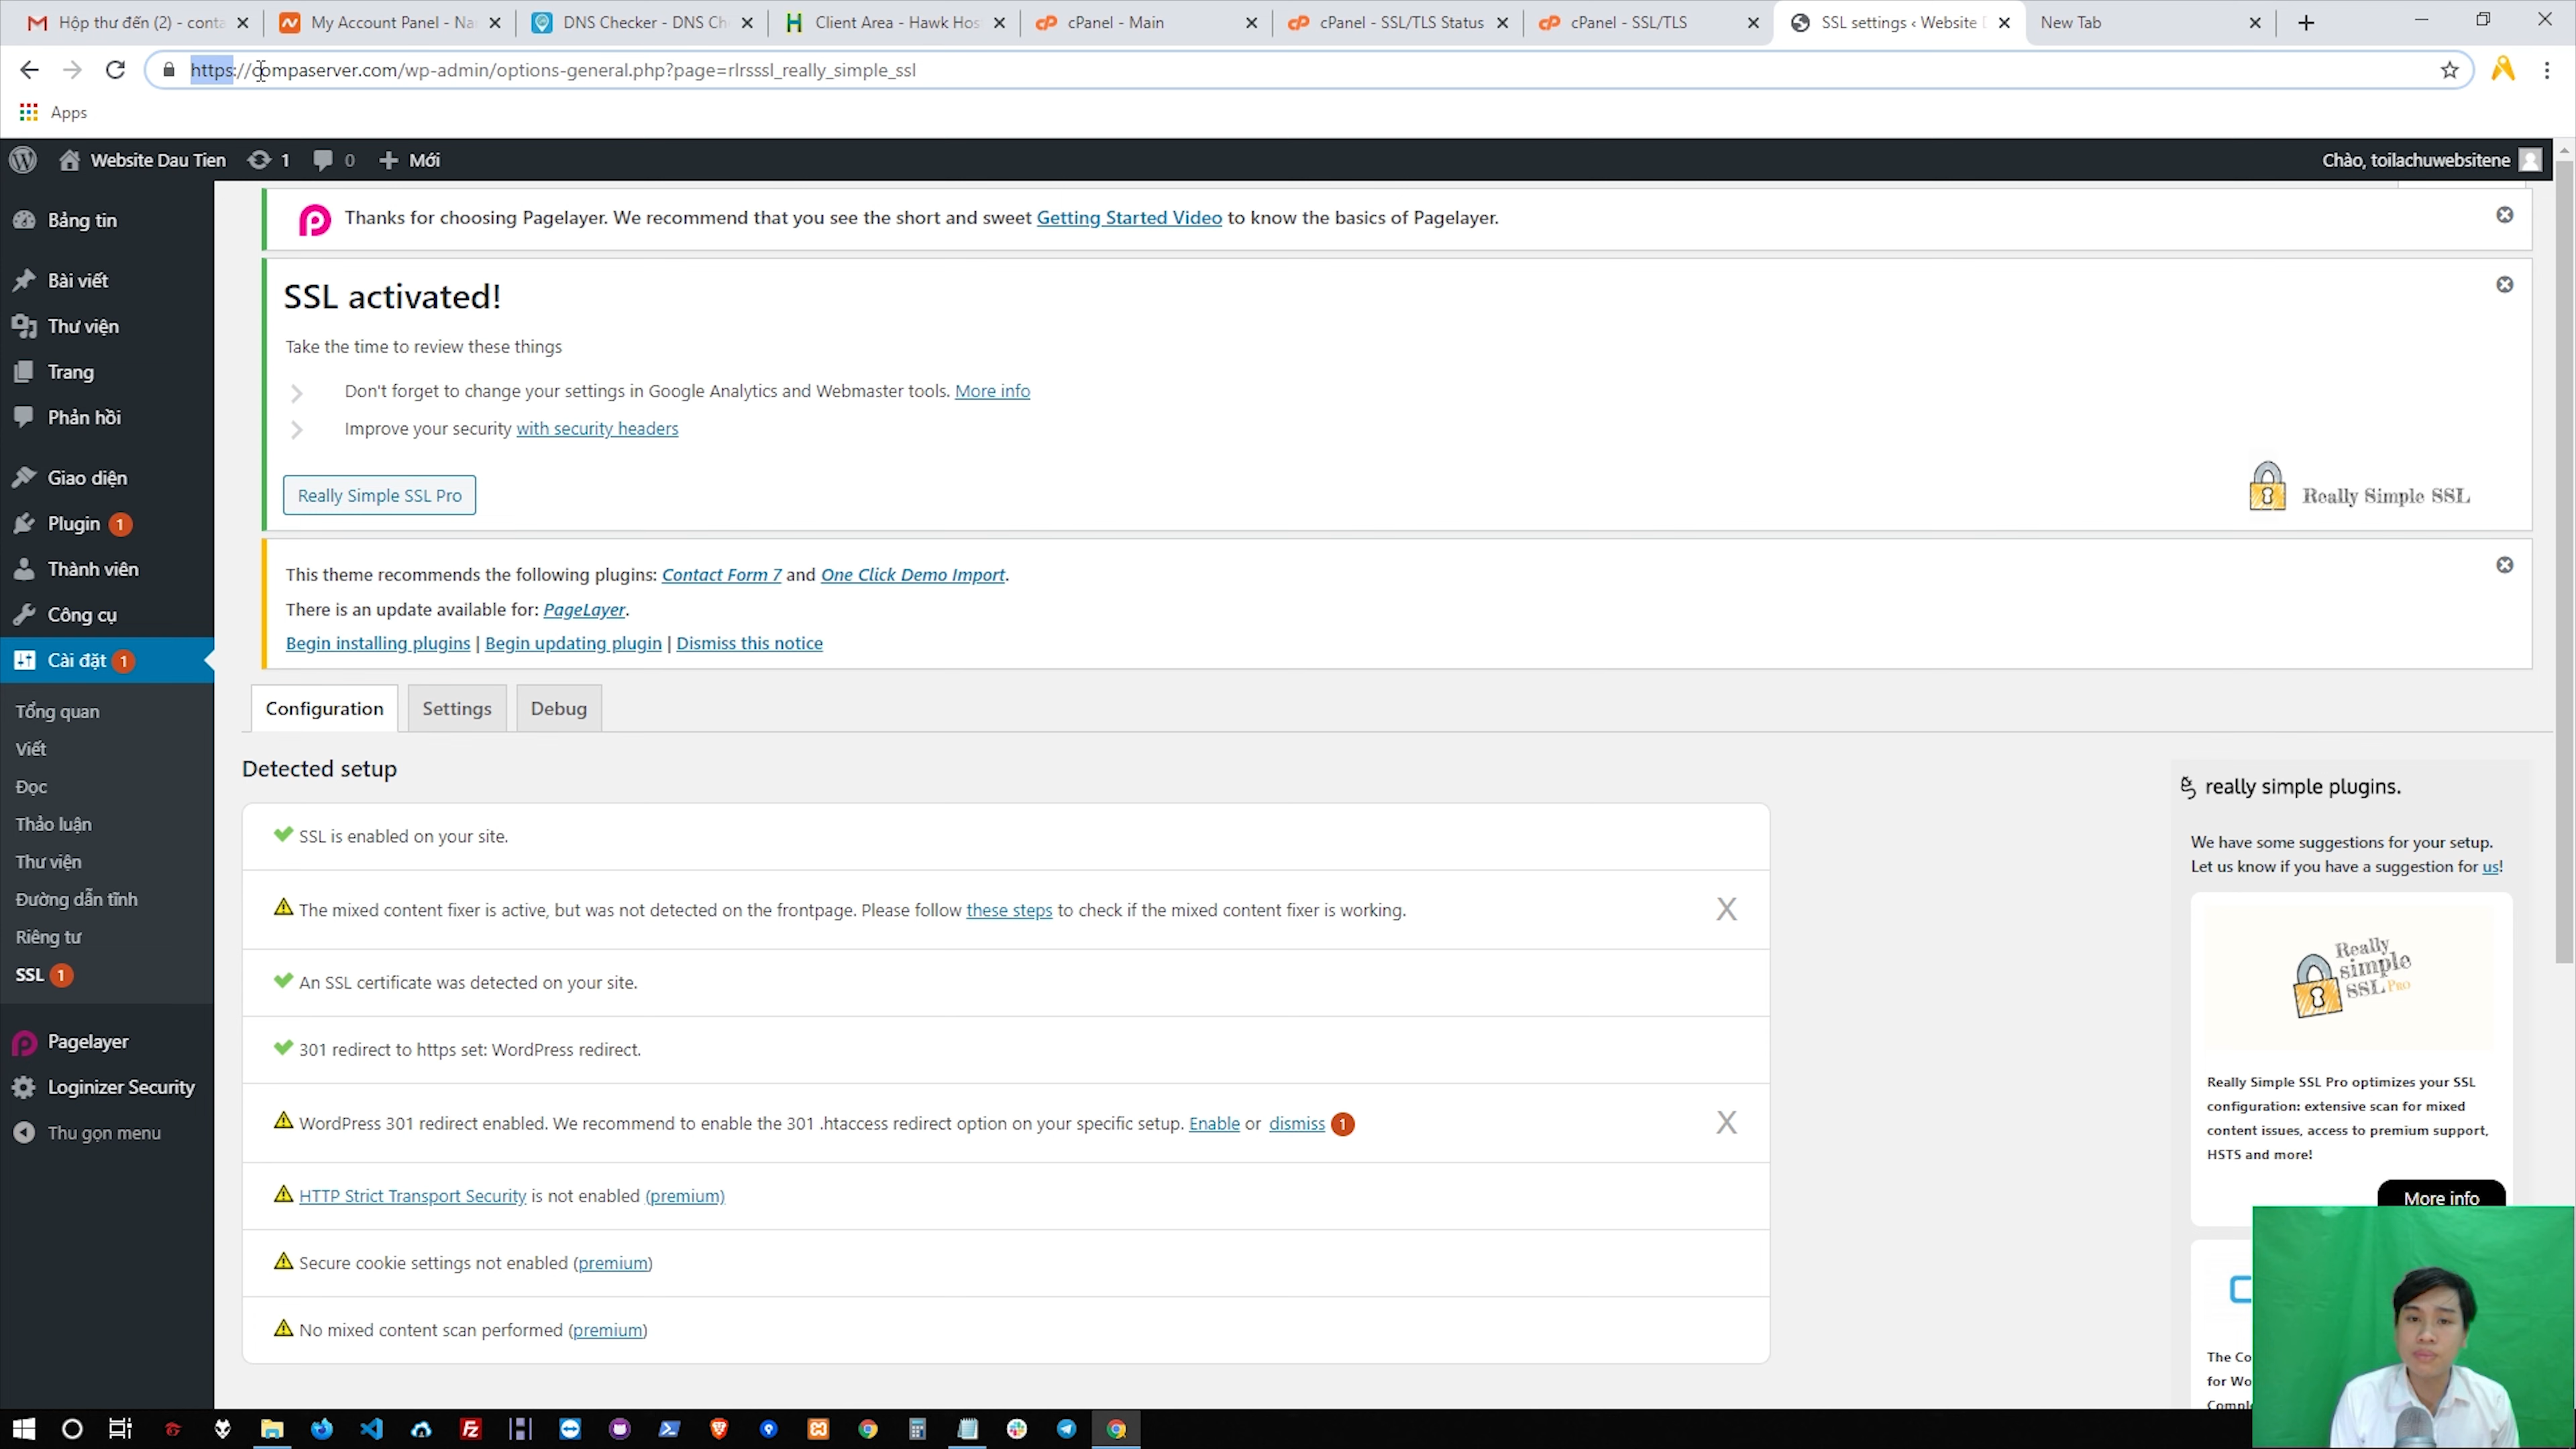 Hộp thư đến (2) - conta
My Account Panel - Na
DNS Checker - DNS Ch
Client Area - Hawk Hos
cPanel - Main
cPanel - SSL/TLS Status
cPanel - SSL/TLS
SSL settings ‹ Website
New Tab
https://compaserver.com/wp-admin/options-general.php?page=rlrsssl_really_simple_ssl
Apps
Website Dau Tien 1 0 Mới
Chào, toilachuwebsitene
Bảng tin
Bài viết
Thư viện
Trang
Phản hồi
Giao diện
Plugin 1
Thành viên
Công cụ
Cài đặt 1
Tổng quan
Viết
Đọc
Thảo luận
Thư viện
Đường dẫn tĩnh
Riêng tư
SSL 1
Pagelayer
Loginizer Security
Thu gọn menu
Thanks for choosing Pagelayer. We recommend that you see the short and sweet Getting Started Video to know the basics of Pagelayer.
SSL activated!
Take the time to review these things
Don't forget to change your settings in Google Analytics and Webmaster tools. More info
Improve your security with security headers
Really Simple SSL Pro
Really Simple SSL
This theme recommends the following plugins: Contact Form 7 and One Click Demo Import.
There is an update available for: PageLayer.
Begin installing plugins | Begin updating plugin | Dismiss this notice
Configuration
Settings
Debug
Detected setup
SSL is enabled on your site.
The mixed content fixer is active, but was not detected on the frontpage. Please follow these steps to check if the mixed content fixer is working.
X
An SSL certificate was detected on your site.
301 redirect to https set: WordPress redirect.
WordPress 301 redirect enabled. We recommend to enable the 301 .htaccess redirect option on your specific setup. Enable or dismiss 1
X
HTTP Strict Transport Security is not enabled (premium)
Secure cookie settings not enabled (premium)
No mixed content scan performed (premium)
really simple plugins.
We have some suggestions for your setup.
Let us know if you have a suggestion for us!
Really
simple
SSL PRO
Really Simple SSL Pro optimizes your SSL
configuration: extensive scan for mixed
content issues, access to premium support,
HSTS and more!
More info
The Co
for Wo
Comple